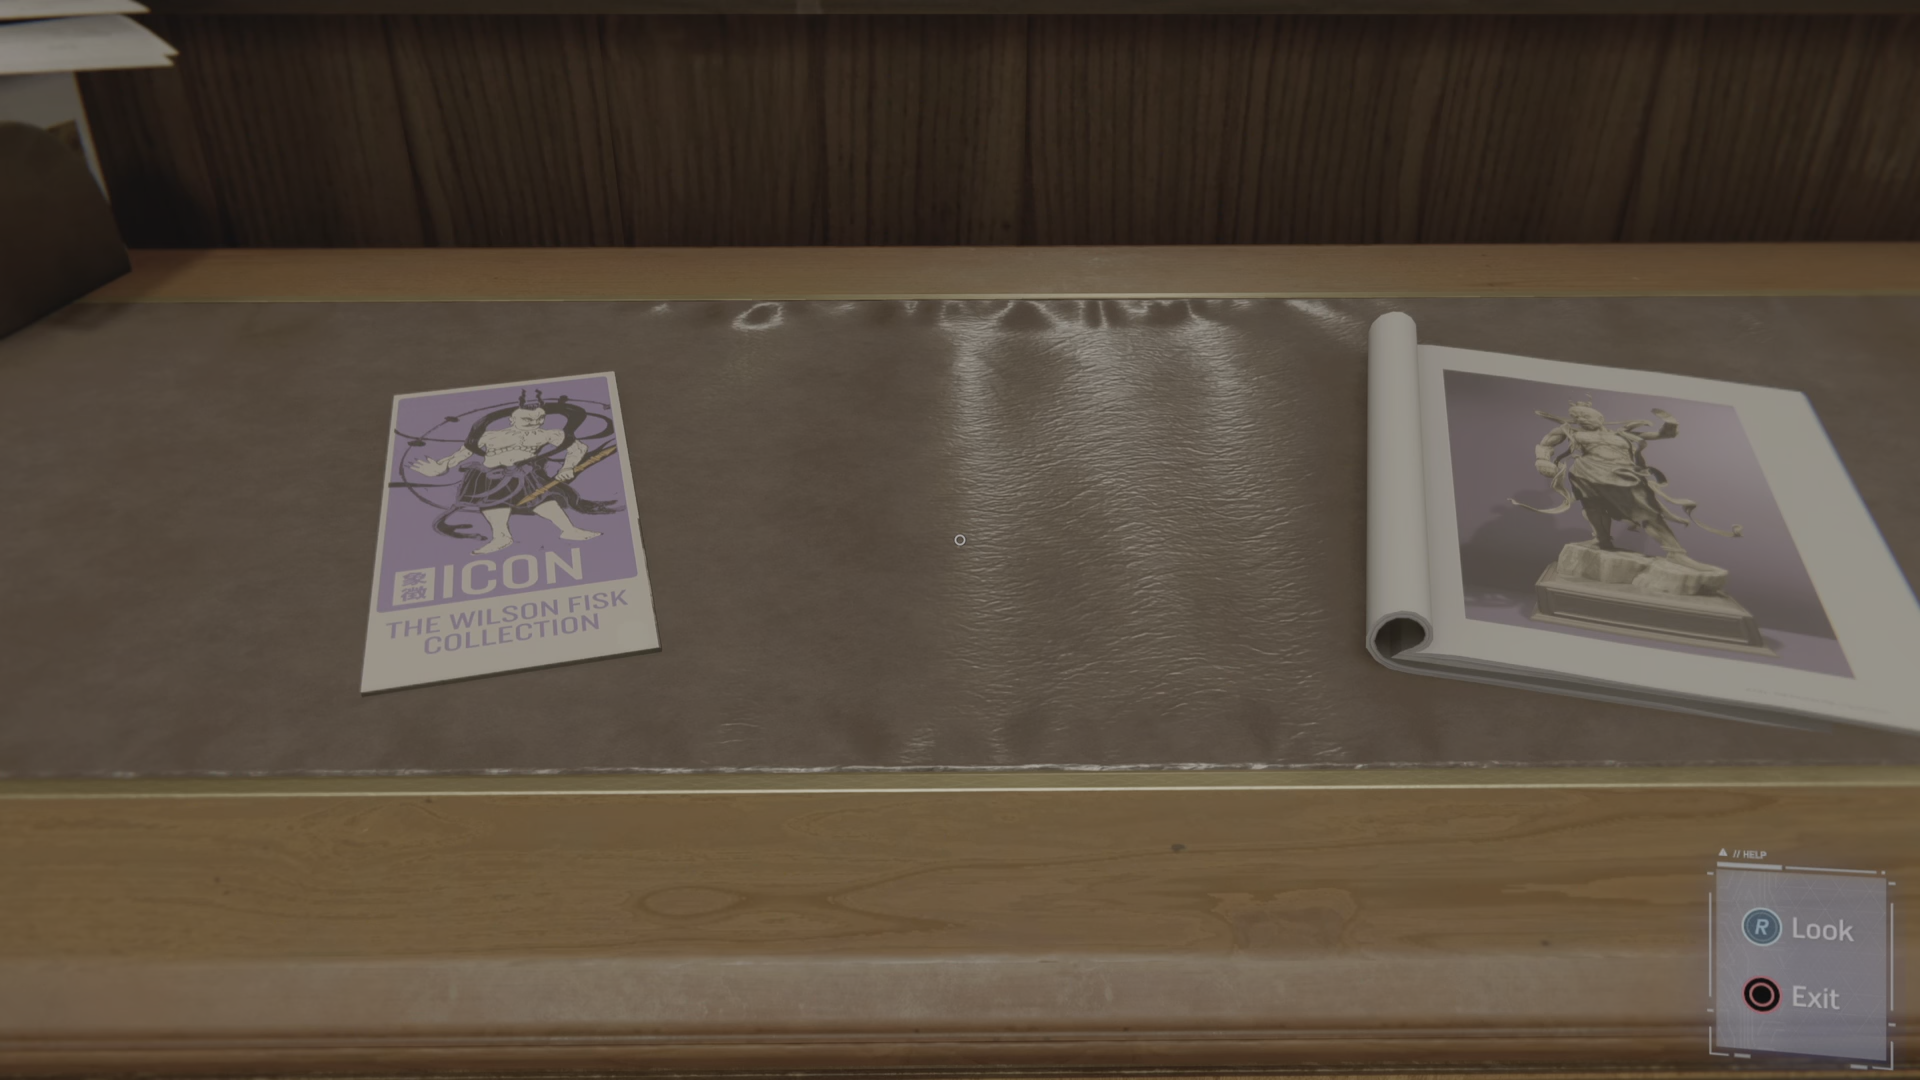 象徴
ICON
THE WILSON FISK
COLLECTION
// HELP
R Look
Exit